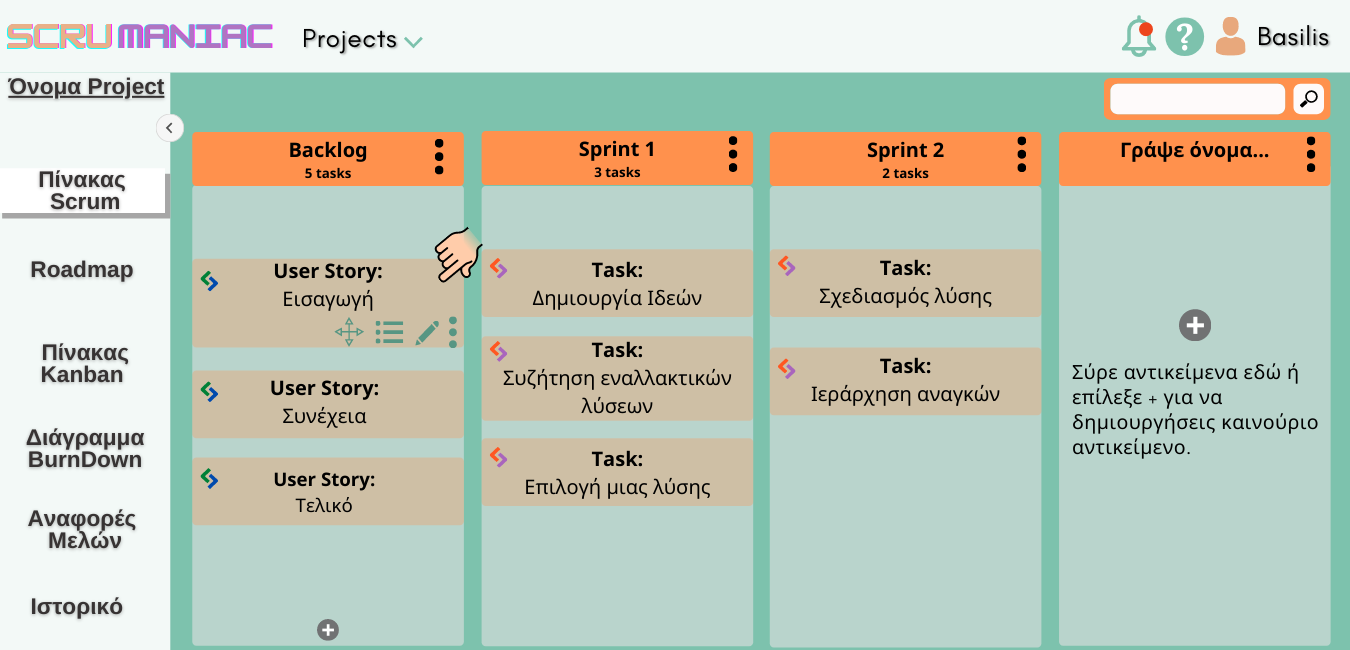 SCRUMANIAC
Projects
Basilis
Όνομα Project
Πίνακας
Scrum
Roadmap
Πίνακας
Kanban
Διάγραμμα
BurnDown
Αναφορές
Μελών
Ιστορικό
Backlog
5 tasks
User Story:
Εισαγωγή
User Story:
Συνέχεια
User Story:
Τελικό
Sprint 1
3 tasks
Task:
Δημιουργία Ιδεών
Task:
Συζήτηση εναλλακτικών
λύσεων
Task:
Επιλογή μιας λύσης
Sprint 2
2 tasks
Task:
Σχεδιασμός λύσης
Task:
Ιεράρχηση αναγκών
Γράψε όνομα...
Σύρε αντικείμενα εδώ ή
επίλεξε + για να
δημιουργήσεις καινούριο
αντικείμενο.